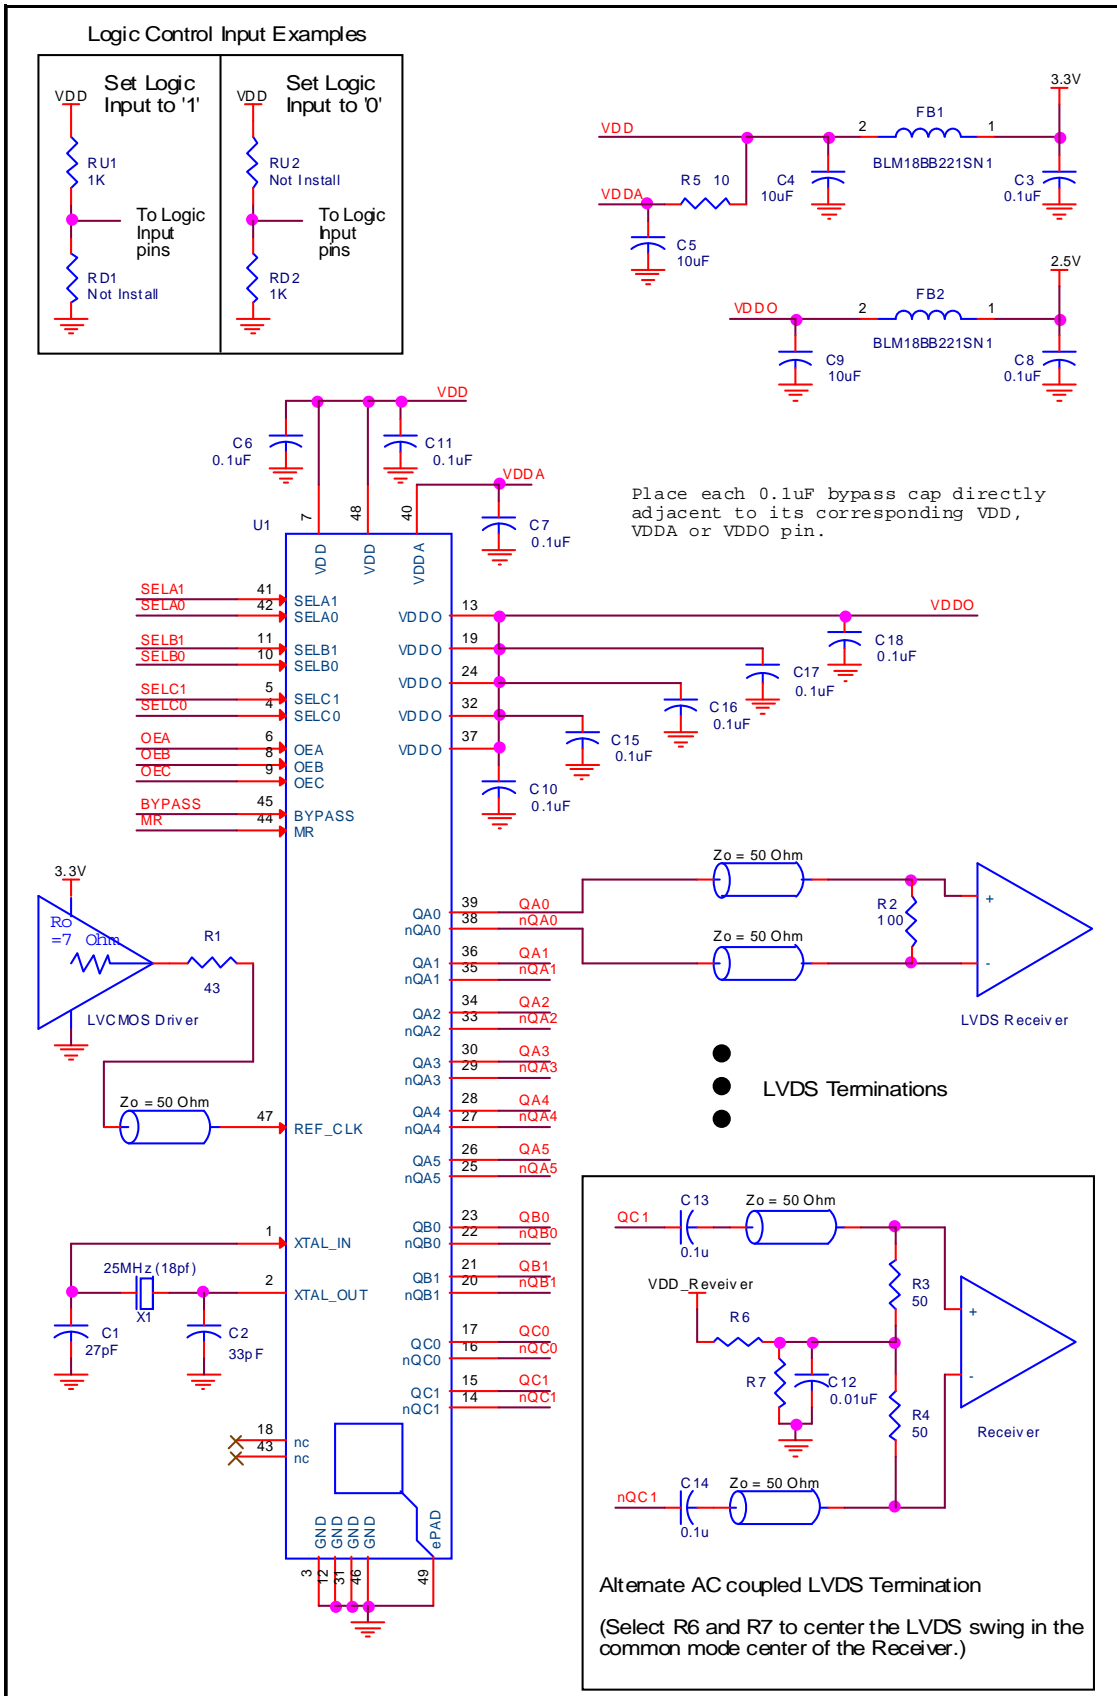 Logic Control Input Examples
Set Logic
Input to '1'
VDD
RU1
1K
To Logic
Input
pins
RD1
Not Install
Set Logic
Input to '0'
VDD
RU2
Not Install
To Logic
Input
pins
RD2
1K
3.3V
VDD
2
FB1
1
BLM18BB221SN1
R5 10
VDDA
C4
10uF
C3
0.1uF
C5
10uF
2.5V
VDDO
2
FB2
1
BLM18BB221SN1
C9
10uF
C8
0.1uF
VDD
C6
0.1uF
C11
0.1uF
VDDA
C7
0.1uF
Place each 0.1uF bypass cap directly
adjacent to its corresponding VDD,
VDDA or VDDO pin.
U1
7
48
40
VDD
VDD
VDDA
SELA1 41 SELA1
SELA0 42 SELA0
SELB1 11 SELB1
SELB0 10 SELB0
SELC1 5 SELC1
SELC0 4 SELC0
OEA 6 OEA
OEB 8 OEB
OEC 9 OEC
BYPASS 45 BYPASS
MR 44 MR
VDDO 13 VDDO
VDDO 19
VDDO 24
VDDO 32
VDDO 37
C18
0.1uF
C17
0.1uF
C16
0.1uF
C15
0.1uF
C10
0.1uF
3.3V
Ro
=7 Ohm
R1
43
LVCMOS Driver
Zo = 50 Ohm
47 REF_CLK
QA0 39 QA0
nQA0 38 nQA0
QA1 36 QA1
nQA1 35 nQA1
QA2 34 QA2
nQA2 33 nQA2
QA3 30 QA3
nQA3 29 nQA3
QA4 28 QA4
nQA4 27 nQA4
QA5 26 QA5
nQA5 25 nQA5
QB0 23 QB0
nQB0 22 nQB0
QB1 21 QB1
nQB1 20 nQB1
QC0 17 QC0
nQC0 16 nQC0
QC1 15 QC1
nQC1 14 nQC1
Zo = 50 Ohm
Zo = 50 Ohm
R2
100
+
-
LVDS Receiver
LVDS Terminations
1 XTAL_IN
25MHz (18pf)
X1
2 XTAL_OUT
C1
27pF
C2
33pF
18 nc
43 nc
GND
GND
GND
GND
ePAD
3
12
31
46
49
QC1
C13
0.1u
Zo = 50 Ohm
VDD_Reveiver
R6
R7
C12
0.01uF
R3
50
R4
50
+
-
Receiver
nQC1
C14
0.1u
Zo = 50 Ohm
Alternate AC coupled LVDS Termination
(Select R6 and R7 to center the LVDS swing in the
common mode center of the Receiver.)